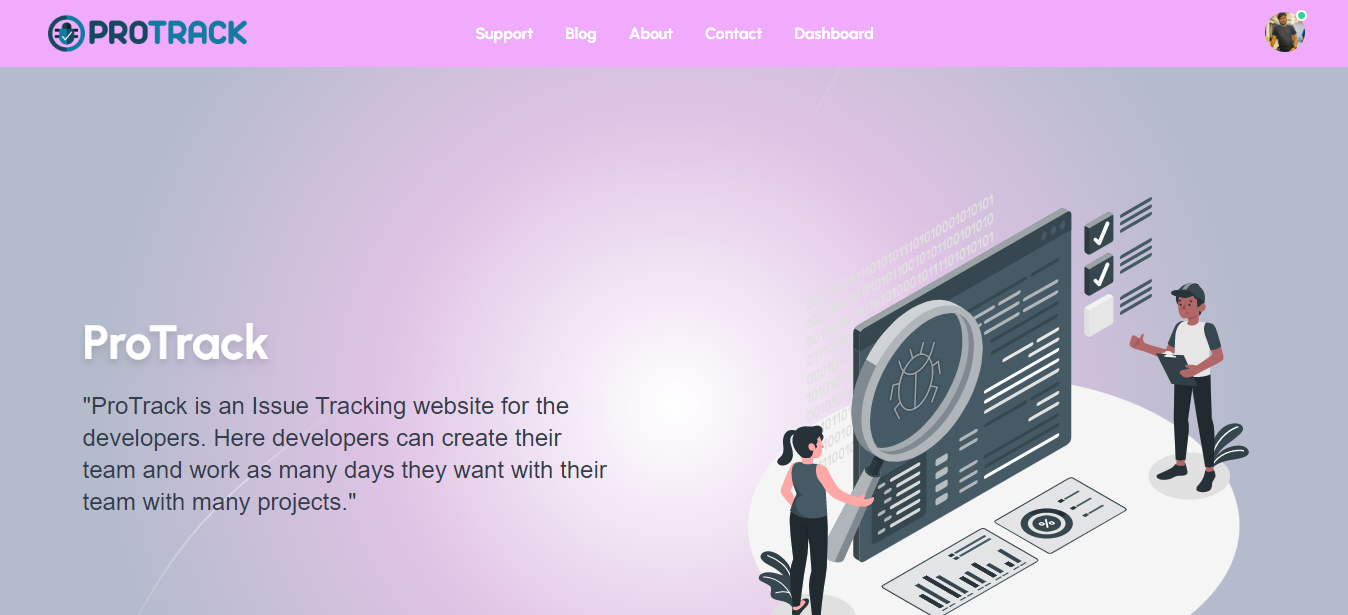 PROTRACK
Support Blog About Contact Dashboard
ProTrack
"ProTrack is an Issue Tracking website for the
developers. Here developers can create their
team and work as many days they want with their
team with many projects."
%